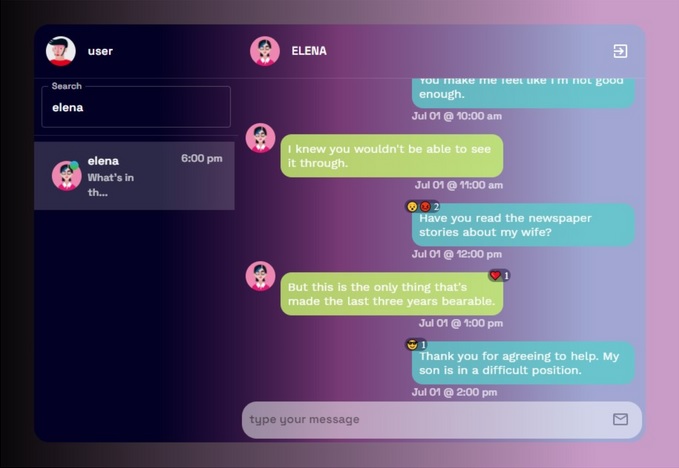 user
ELENA
Search
elena
elena
6:00 pm
What's in
th...
You make me feel like I'm not good
enough.
Jul 01 @ 10:00 am
I knew you wouldn't be able to see
it through.
Jul 01 @ 11:00 am
2
Have you read the newspaper
stories about my wife?
Jul 01 @ 12:00 pm
1
But this is the only thing that's
made the last three years bearable.
Jul 01 @ 1:00 pm
1
Thank you for agreeing to help. My
son is in a difficult position.
Jul 01 @ 2:00 pm
type your message